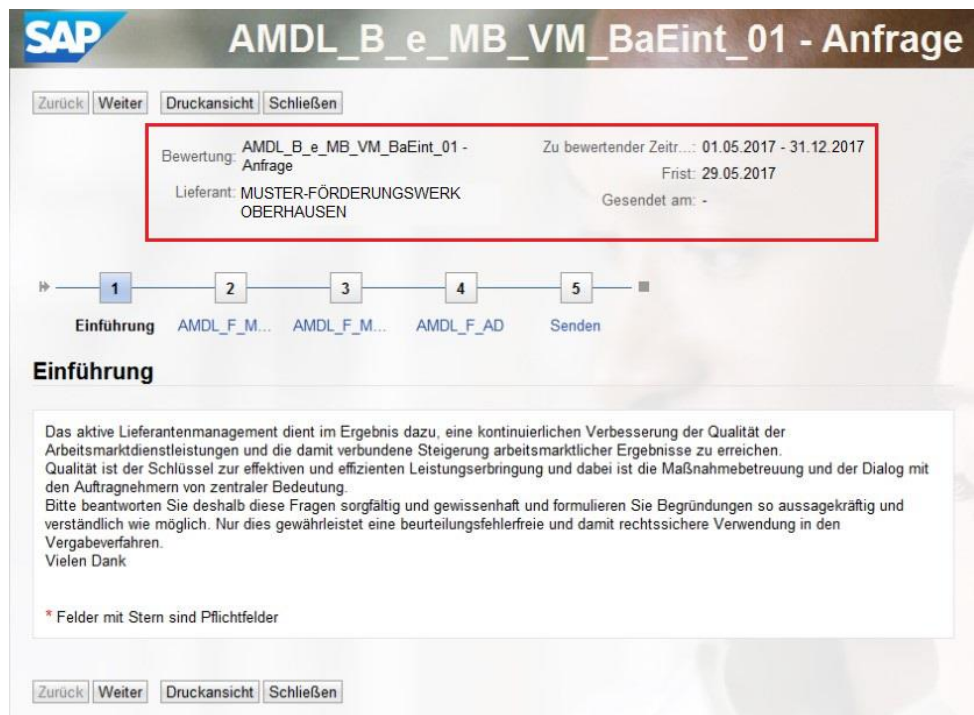 SAP AMDL_B_e_MB_VM_BaEint_01 - Anfrage
Zurück Weiter Druckansicht Schließen
Bewertung: AMDL_B_e_MB_VM_BaEint_01 -
Anfrage
Lieferant: MUSTER-FÖRDERUNGSWERK
OBERHAUSEN
Zu bewertender Zeitr...: 01.05.2017 - 31.12.2017
Frist: 29.05.2017
Gesendet am: -
1 2 3 4 5
Einführung AMDL_F_M... AMDL_F_M... AMDL_F_AD Senden
Einführung
Das aktive Lieferantenmanagement dient im Ergebnis dazu, eine kontinuierlichen Verbesserung der Qualität der
Arbeitsmarktdienstleistungen und die damit verbundene Steigerung arbeitsmarktlicher Ergebnisse zu erreichen.
Qualität ist der Schlüssel zur effektiven und effizienten Leistungserbringung und dabei ist die Maßnahmebetreuung und der Dialog mit
den Auftragnehmern von zentraler Bedeutung.
Bitte beantworten Sie deshalb diese Fragen sorgfältig und gewissenhaft und formulieren Sie Begründungen so aussagekräftig und
verständlich wie möglich. Nur dies gewährleistet eine beurteilungsfehlerfreie und damit rechtssichere Verwendung in den
Vergabeverfahren.
Vielen Dank
* Felder mit Stern sind Pflichtfelder
Zurück Weiter Druckansicht Schließen